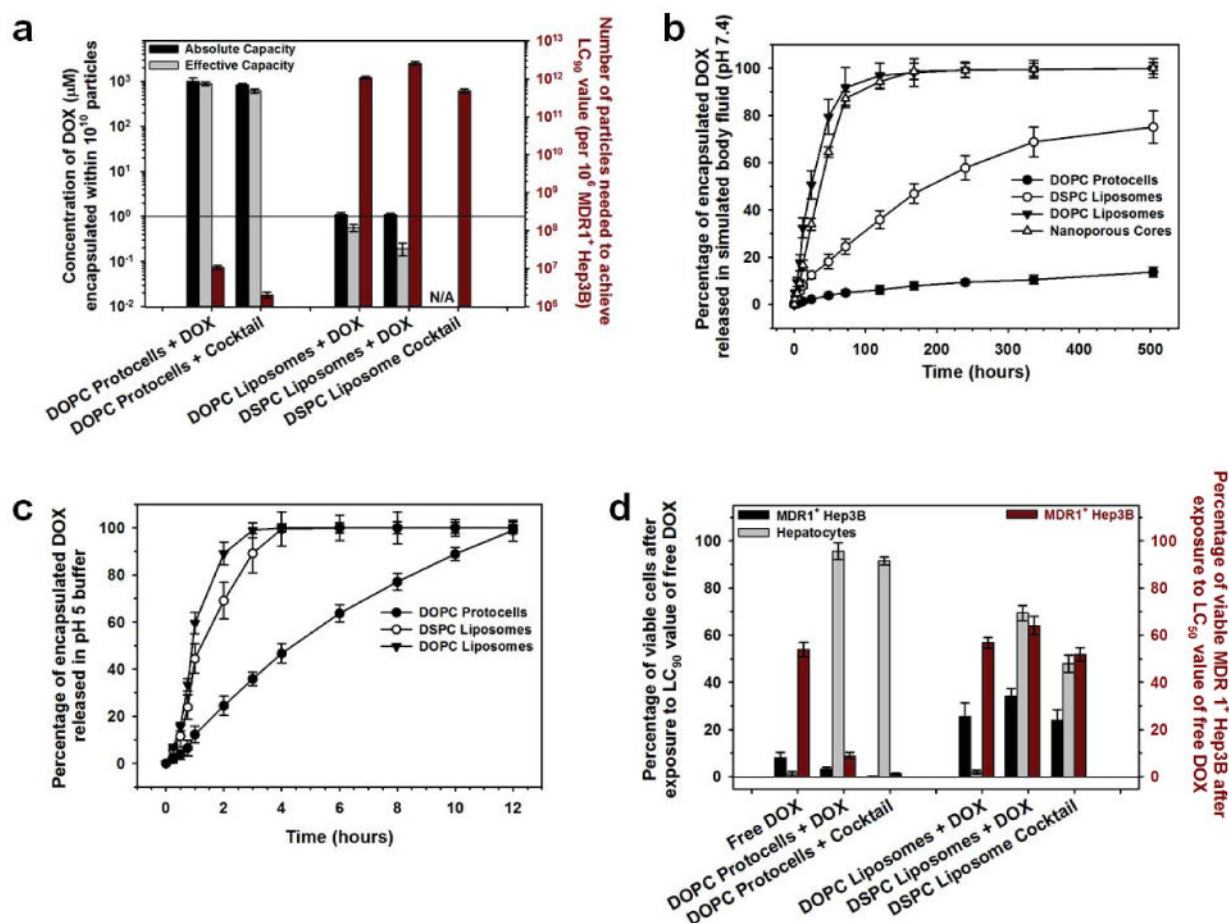 a
Concentration of DOX (µM)
encapsulated within 10¹⁰ particles
10³
10²
10¹
10⁰
10⁻¹
10⁻²
Absolute Capacity
Effective Capacity
N/A
10¹³
10¹²
10¹¹
10¹⁰
10⁹
10⁸
10⁷
10⁶
Number of particles needed to achieve
LC₉₀ value (per 10⁶ MDR1⁺ Hep3B)
DOPC Protocells + DOX
DOPC Protocells + Cocktail
DOPC Liposomes + DOX
DSPC Liposomes + DOX
DSPC Liposome Cocktail
b
Percentage of encapsulated DOX
released in simulated body fluid (pH 7.4)
100
80
60
40
20
0
DOPC Protocells
DSPC Liposomes
DOPC Liposomes
Nanoporous Cores
0 100 200 300 400 500
Time (hours)
c
Percentage of encapsulated DOX
released in pH 5 buffer
100
80
60
40
20
0
DOPC Protocells
DSPC Liposomes
DOPC Liposomes
0 2 4 6 8 10 12
Time (hours)
d
Percentage of viable cells after
exposure to LC₉₀ value of free DOX
100
80
60
40
20
0
MDR1⁺ Hep3B
Hepatocytes
MDR1⁺ Hep3B
100
80
60
40
20
0
Percentage of viable MDR 1⁺ Hep3B after
exposure to LC₅₀ value of free DOX
Free DOX
DOPC Protocells + DOX
DOPC Protocells + Cocktail
DOPC Liposomes + DOX
DSPC Liposomes + DOX
DSPC Liposome Cocktail